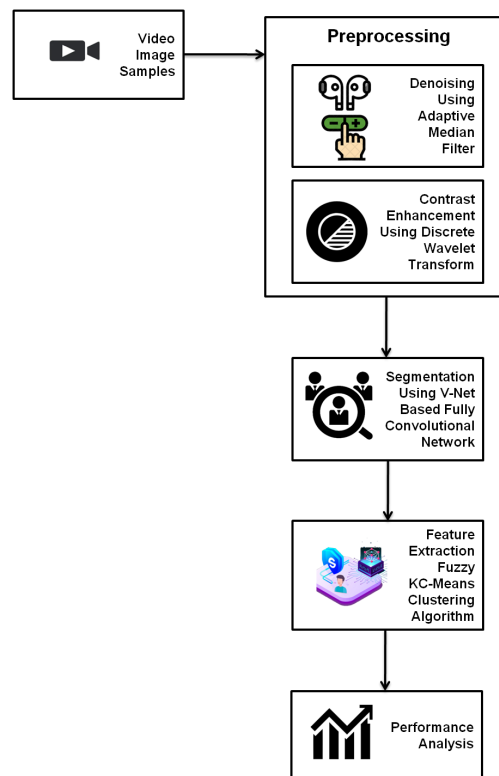 Video
Image
Samples
Preprocessing
Denoising
Using
Adaptive
Median
Filter
Contrast
Enhancement
Using Discrete
Wavelet
Transform
Segmentation
Using V-Net
Based Fully
Convolutional
Network
Feature
Extraction
Fuzzy
KC-Means
Clustering
Algorithm
Performance
Analysis